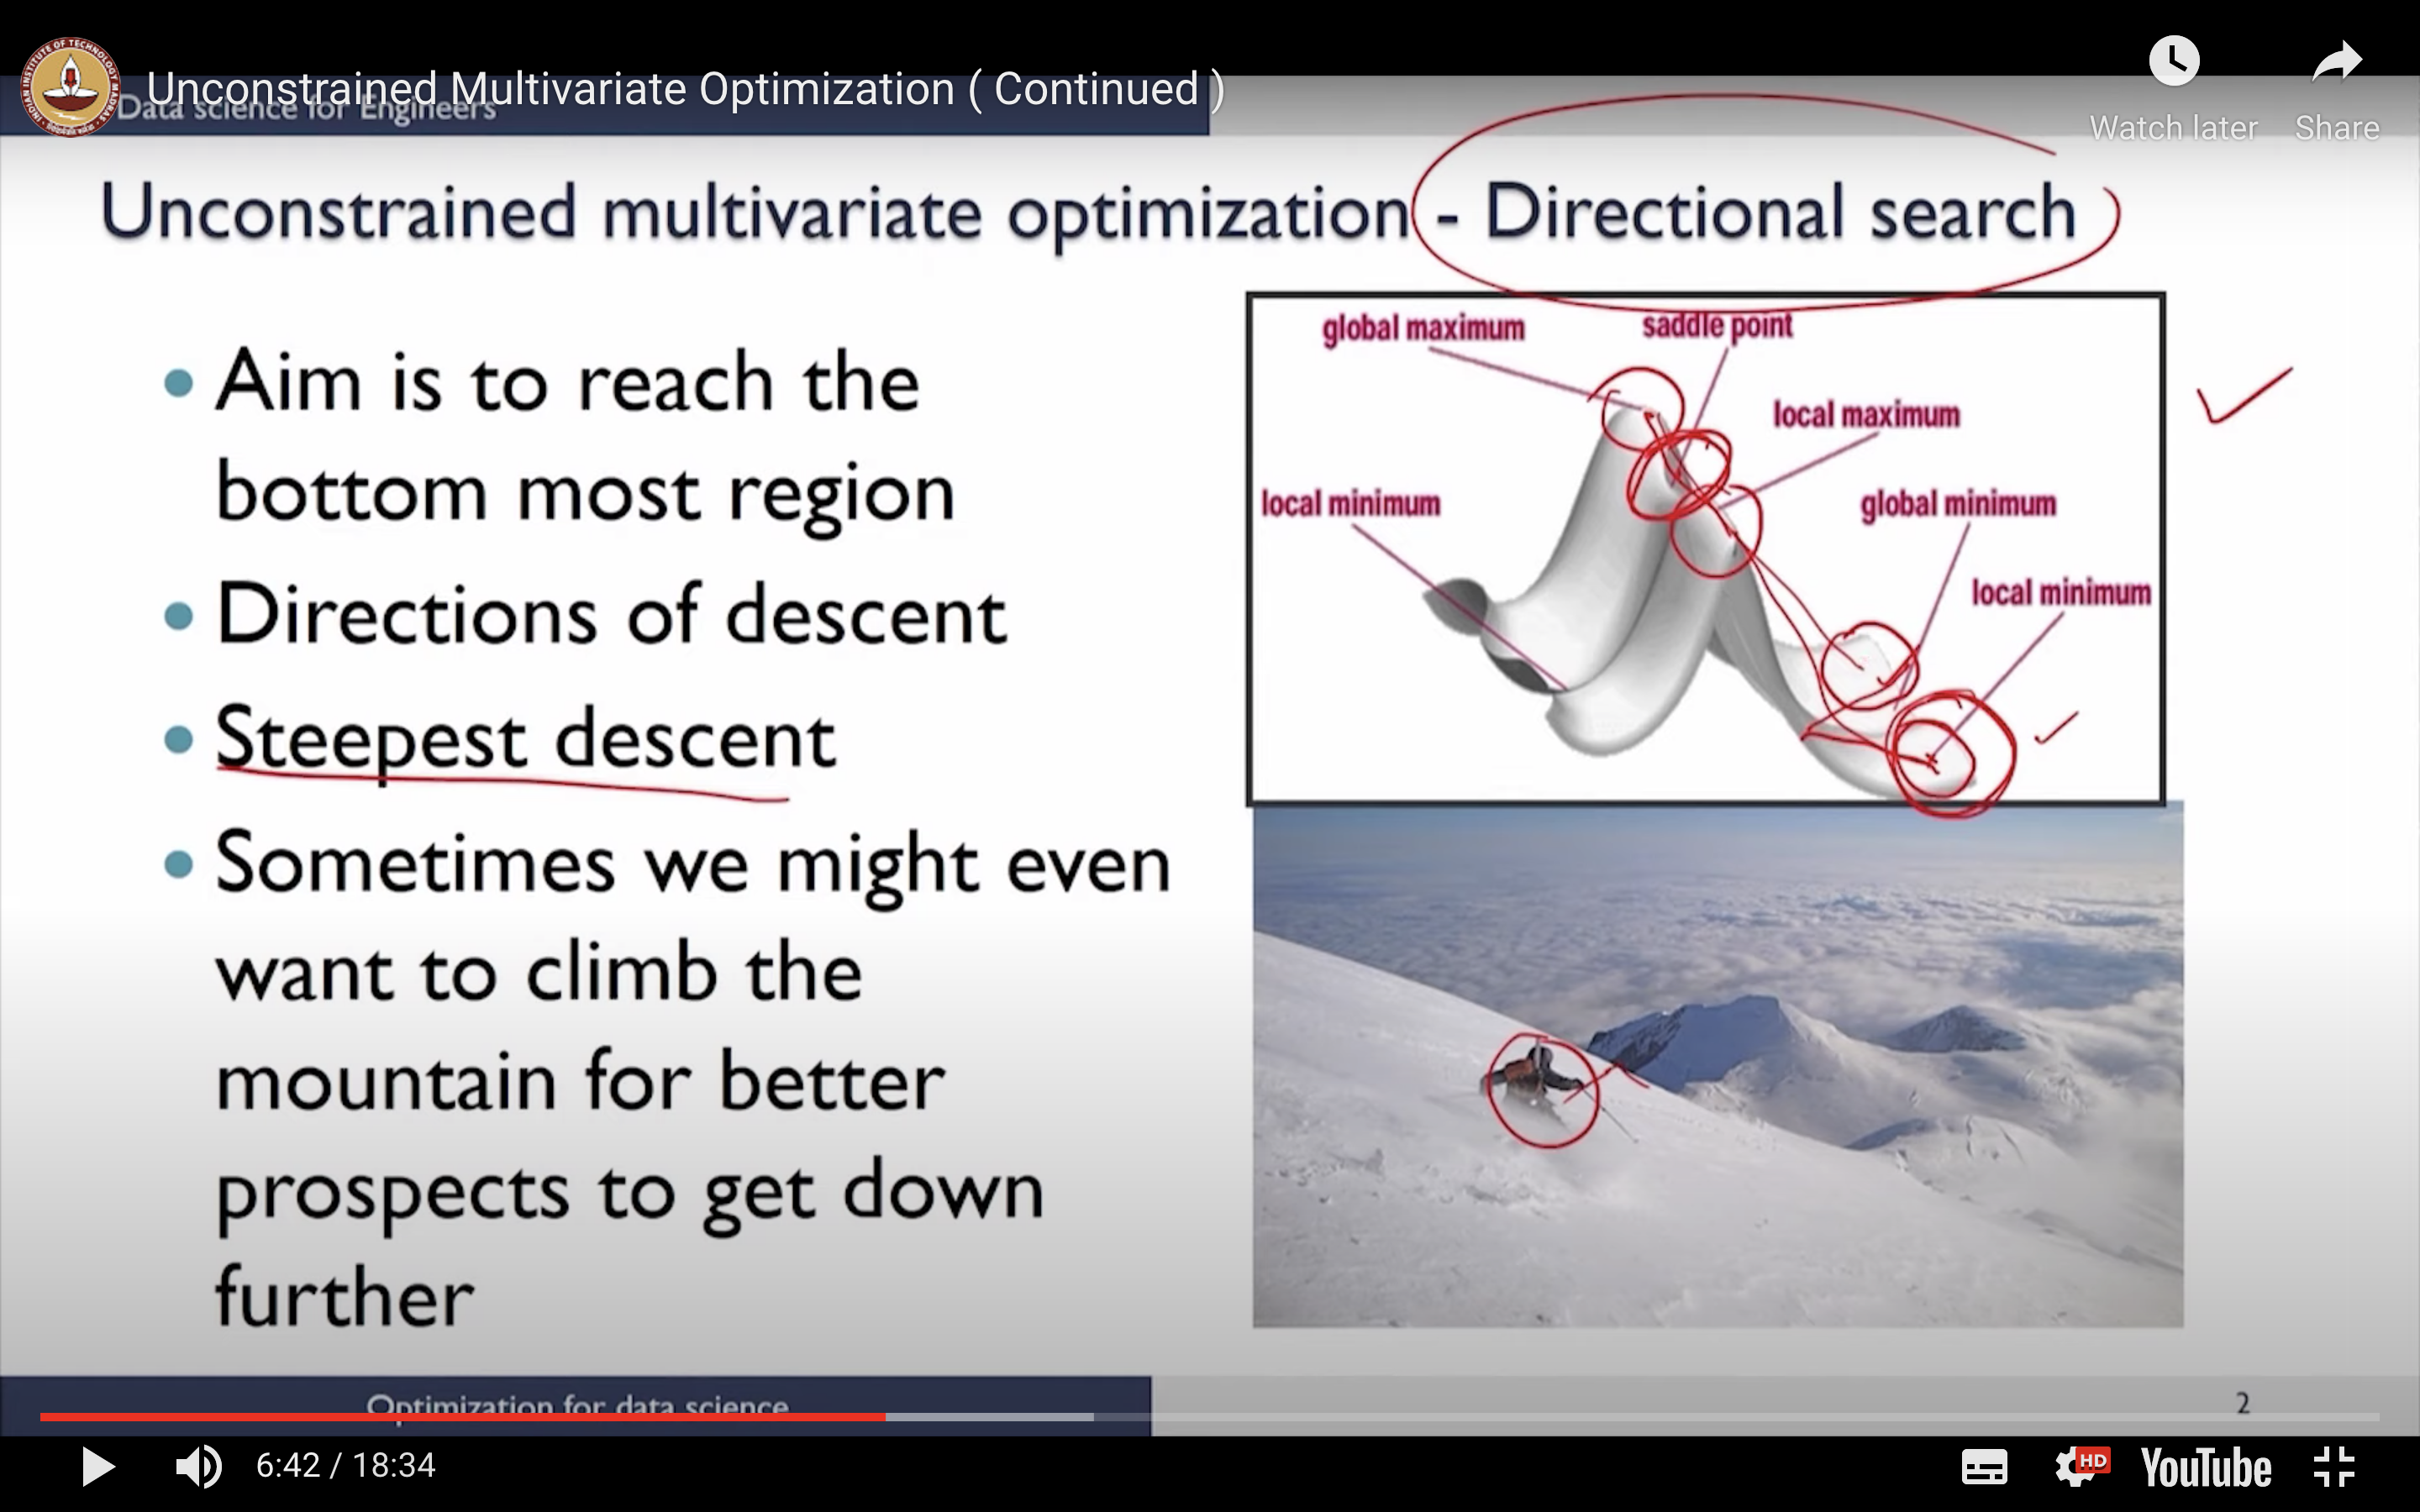 Unconstrained Multivariate Optimization ( Continued )
Data science for Engineers
Watch later
Share
Unconstrained multivariate optimization - Directional search
• Aim is to reach the
bottom most region
• Directions of descent
• Steepest descent
• Sometimes we might even
want to climb the
mountain for better
prospects to get down
further
global maximum
saddle point
local maximum
local minimum
global minimum
local minimum
Optimization for data science
2
6:42 / 18:34
HD
YouTube